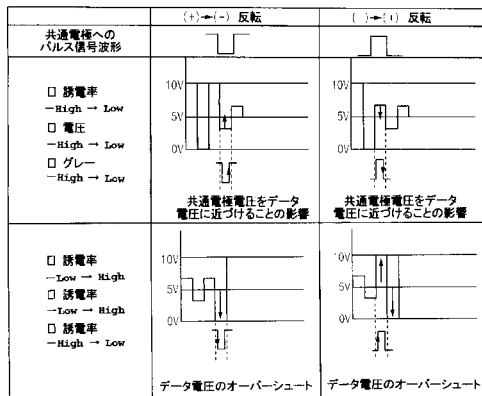 (+)→(-) 反転
( )→(+) 反転
共通電極への
パルス信号波形
□ 誘電率
—High → Low
□ 電圧
—High → Low
□ グレー
—High → Low
10V
5V
0V
共通電極電圧をデータ
電圧に近づけることの影響
10V
5V
0V
共通電極電圧をデータ
電圧に近づけることの影響
□ 誘電率
—Low → High
□ 誘電率
—Low → High
□ 誘電率
—High → Low
10V
5V
0V
データ電圧のオーバーシュート
10V
5V
0V
データ電圧のオーバーシュート